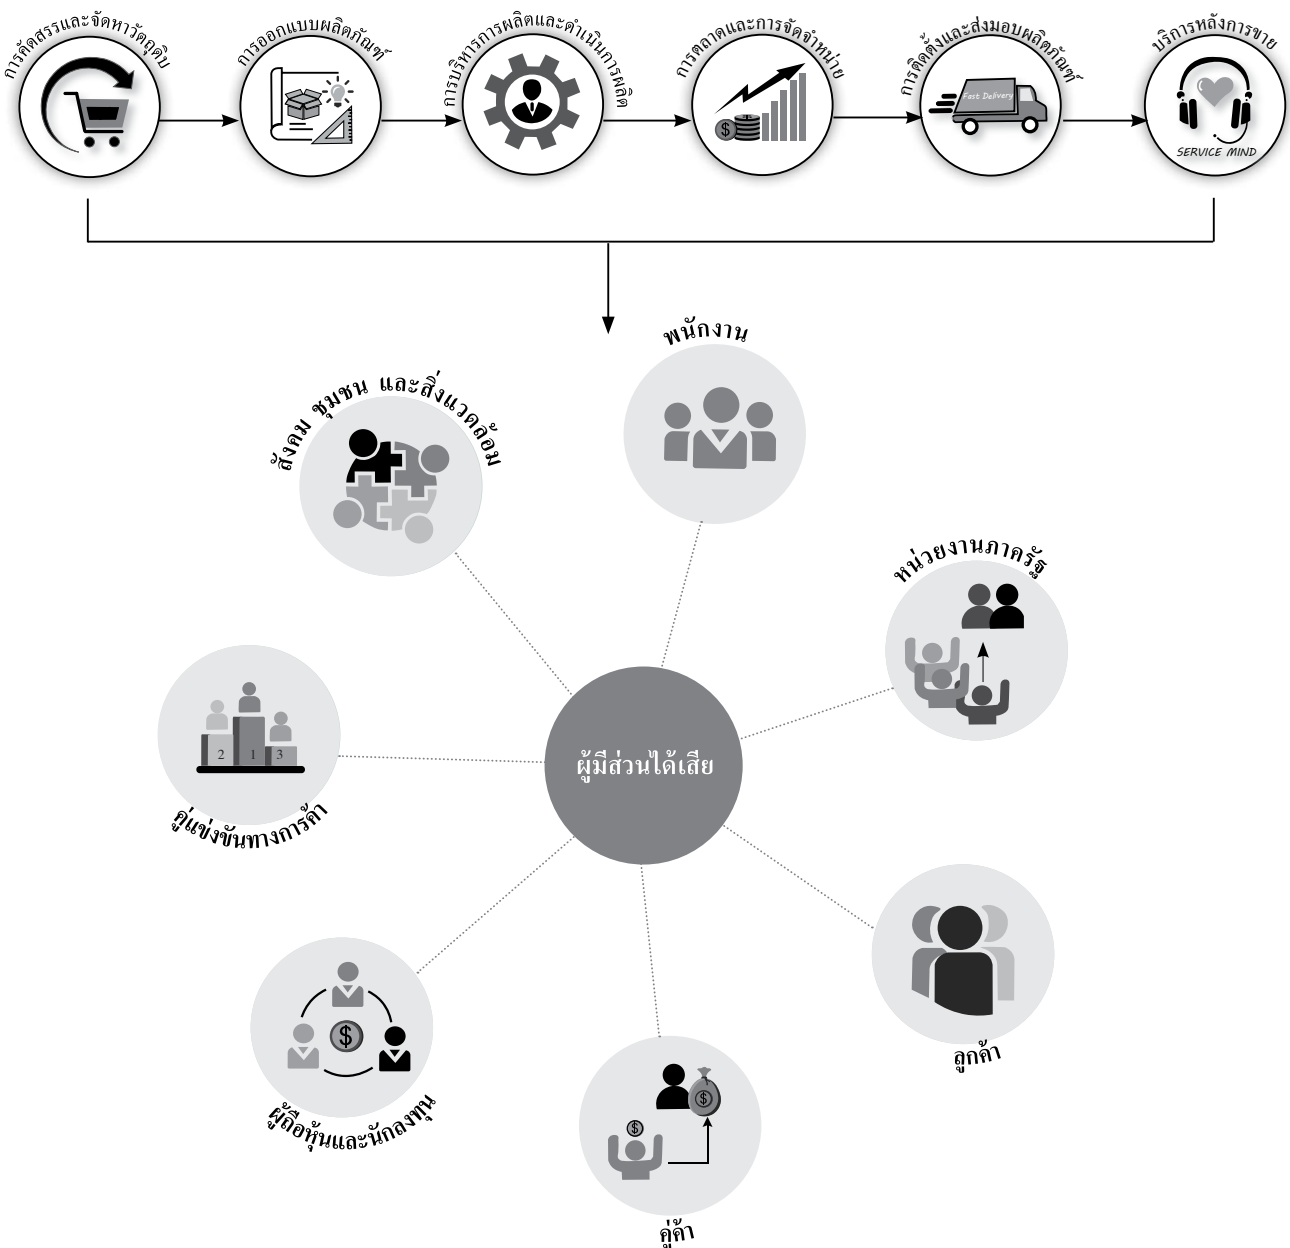 การคัดสรรและจัดหาวัตถุดิบ
การออกแบบผลิตภัณฑ์
การบริหารการผลิตและดำเนินการผลิต
การตลาดและการจัดจำหน่าย
$
การติดตั้งและส่งมอบผลิตภัณฑ์
Fast Delivery
บริการหลังการขาย
SERVICE MIND
พนักงาน
สังคม ชุมชน และสิ่งแวดล้อม
หน่วยงานภาครัฐ
2 1 3
คู่แข่งขันทางการค้า
ผู้มีส่วนได้เสีย
ลูกค้า
$
ผู้ถือหุ้นและนักลงทุน
$
$
คู่ค้า